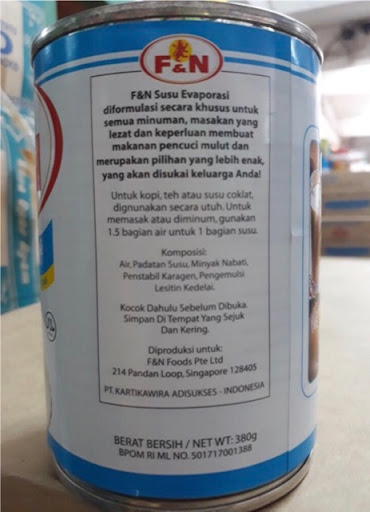 F&N
F&N Susu Evaporasi
diformulasi secara khusus untuk
semua minuman, masakan yang
lezat dan keperluan membuat
makanan pencuci mulut dan
merupakan pilihan yang lebih enak,
yang akan disukai keluarga Anda!
Untuk kopi, teh atau susu coklat,
dignunakan secara utuh. Untuk
memasak atau diminum, gunakan
1.5 bagian air untuk 1 bagian susu.
Komposisi:
Air, Padatan Susu, Minyak Nabati,
Penstabil Karagen, Pengemulsi
Lesitin Kedelai.
Kocok Dahulu Sebelum Dibuka.
Simpan Di Tempat Yang Sejuk
Dan Kering.
Diproduksi untuk:
F&N Foods Pte Ltd
214 Pandan Loop, Singapore 128405
PT. KARTIKAWIRA ADISUKSES - INDONESIA
BERAT BERSIH / NET WT: 380g
BPOM RI ML NO. 501717001388